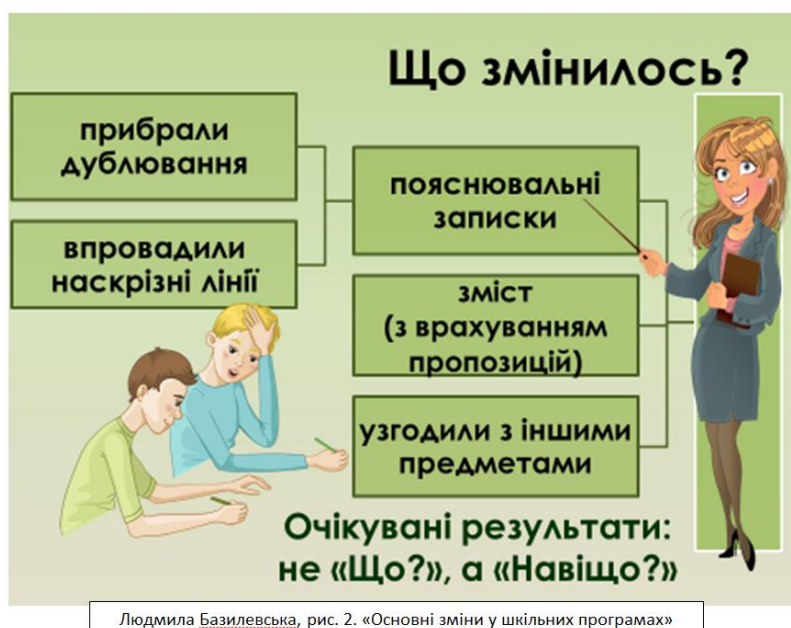 Що змінилось?
прибрали
дублювання
впровадили
наскрізні лінії
пояснювальні
записки
зміст
(з врахуванням
пропозицій)
узгодили з іншими
предметами
Очікувані результати:
не «Що?», а «Навіщо?»
Людмила Базилевська, рис. 2. «Основні зміни у шкільних програмах»